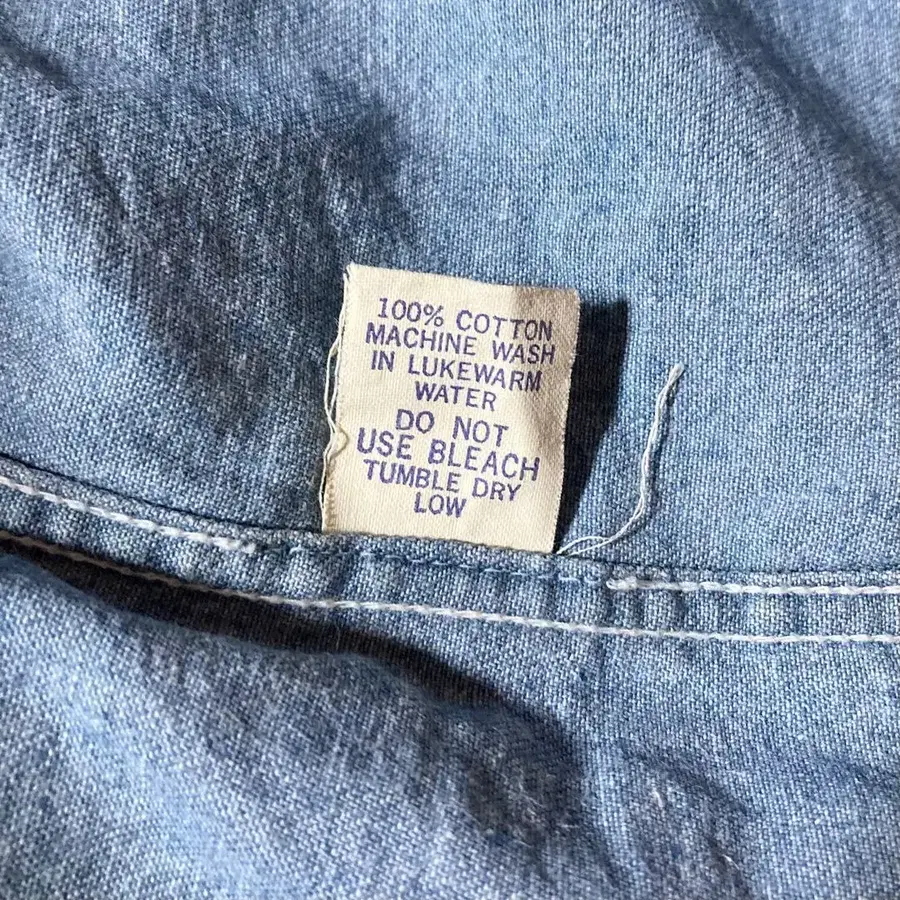 100% COTTON
MACHINE WASH
IN LUKEWARM
WATER
DO NOT
USE BLEACH
TUMBLE DRY
LOW